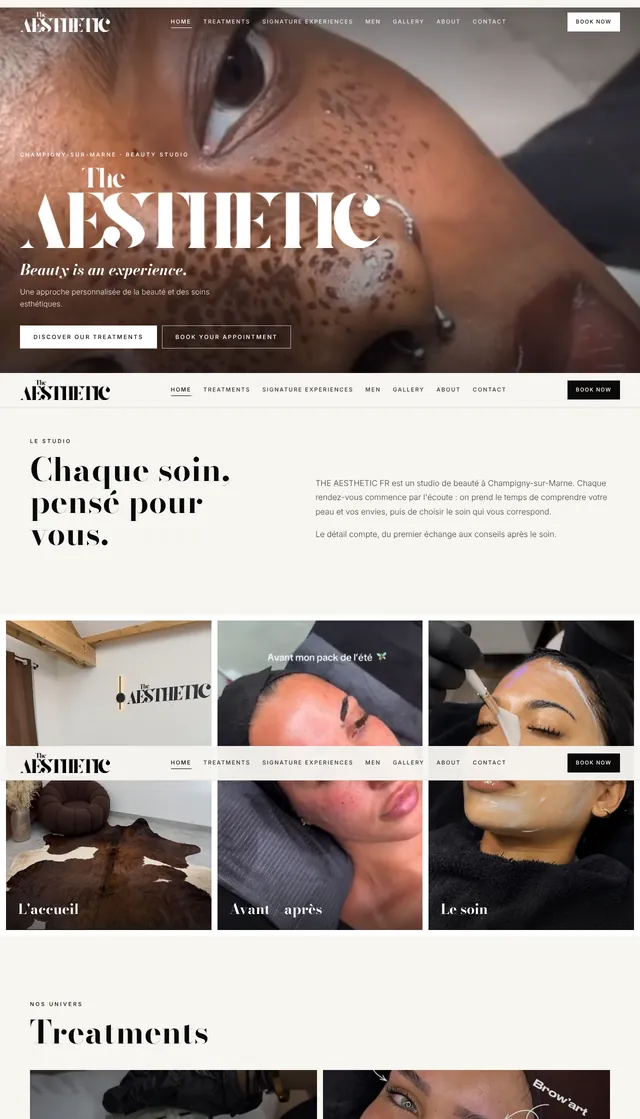 The
AESTHETIC
HOME TREATMENTS SIGNATURE EXPERIENCES MEN GALLERY ABOUT CONTACT
BOOK NOW
CHAMPIGNY-SUR-MARNE · BEAUTY STUDIO
The
AESTHETIC
Beauty is an experience.
Une approche personnalisée de la beauté et des soins
esthétiques.
DISCOVER OUR TREATMENTS
BOOK YOUR APPOINTMENT
The
AESTHETIC
HOME TREATMENTS SIGNATURE EXPERIENCES MEN GALLERY ABOUT CONTACT
BOOK NOW
LE STUDIO
Chaque soin,
pensé pour
vous.
THE AESTHETIC FR est un studio de beauté à Champigny-sur-Marne. Chaque
rendez-vous commence par l'écoute : on prend le temps de comprendre votre
peau et vos envies, puis de choisir le soin qui vous correspond.
Le détail compte, du premier échange aux conseils après le soin.
The
AESTHETIC
Avant mon pack de l'été
The
AESTHETIC
HOME TREATMENTS SIGNATURE EXPERIENCES MEN GALLERY ABOUT CONTACT
BOOK NOW
L'accueil
Avant / après
Le soin
NOS UNIVERS
Treatments
Brow'art